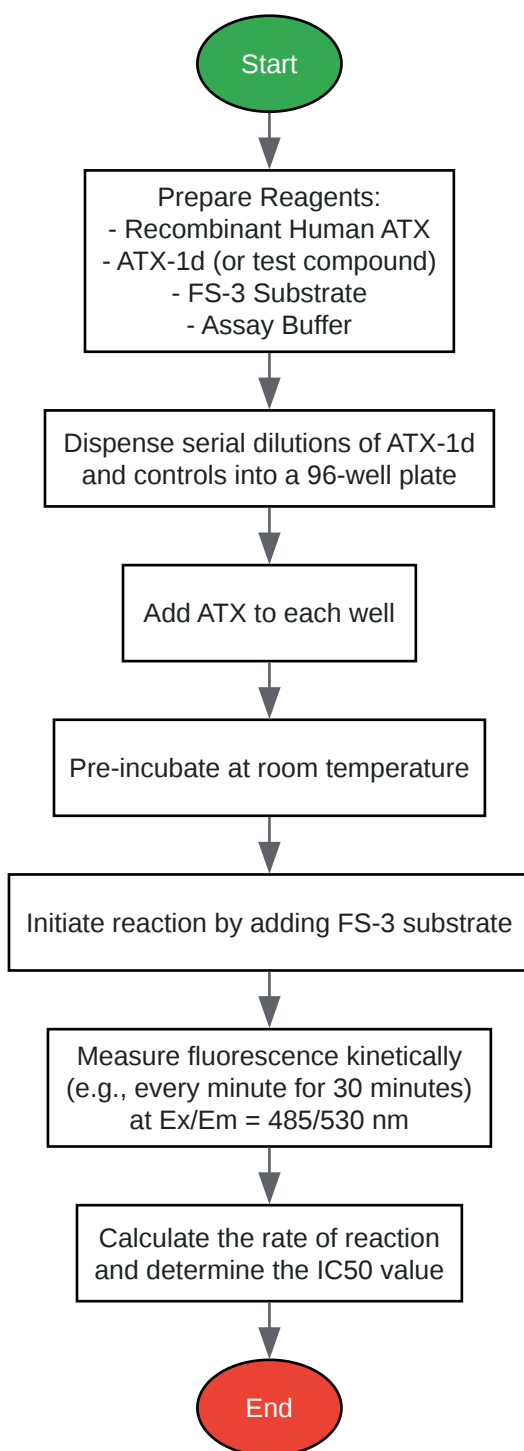 Start
Prepare Reagents:
- Recombinant Human ATX
- ATX-1d (or test compound)
- FS-3 Substrate
- Assay Buffer
Dispense serial dilutions of ATX-1d
and controls into a 96-well plate
Add ATX to each well
Pre-incubate at room temperature
Initiate reaction by adding FS-3 substrate
Measure fluorescence kinetically
(e.g., every minute for 30 minutes)
at Ex/Em = 485/530 nm
Calculate the rate of reaction
and determine the IC50 value
End